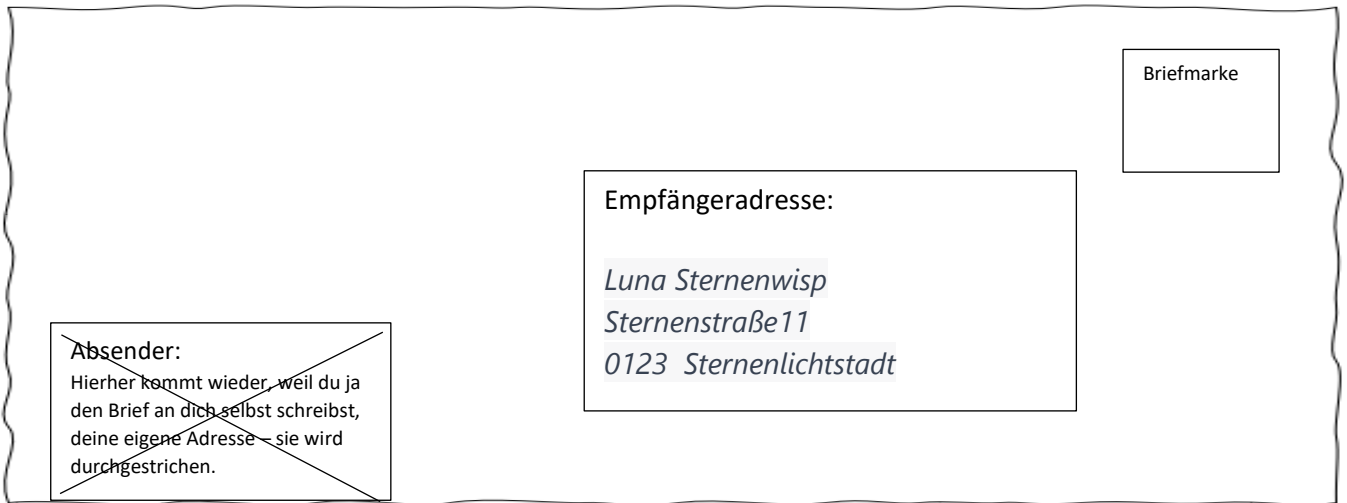 Briefmarke
Empfängeradresse:
Luna Sternenwisp
Sternenstraße11
0123 Sternenlichtstadt
Absender:
Hierher kommt wieder, weil du ja
den Brief an dich selbst schreibst,
deine eigene Adresse – sie wird
durchgestrichen.